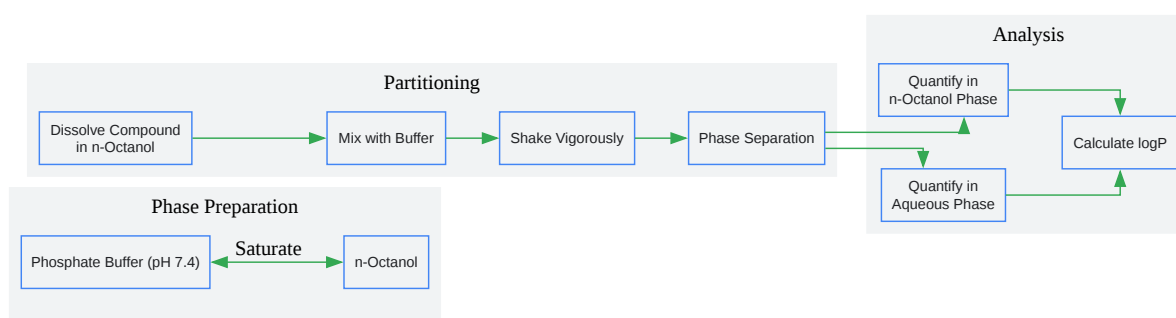 Analysis
Partitioning
Quantify in
n-Octanol Phase
Dissolve Compound
in n-Octanol
Mix with Buffer
Shake Vigorously
Phase Separation
Calculate logP
Quantify in
Aqueous Phase
Phase Preparation
Phosphate Buffer (pH 7.4)
Saturate
n-Octanol